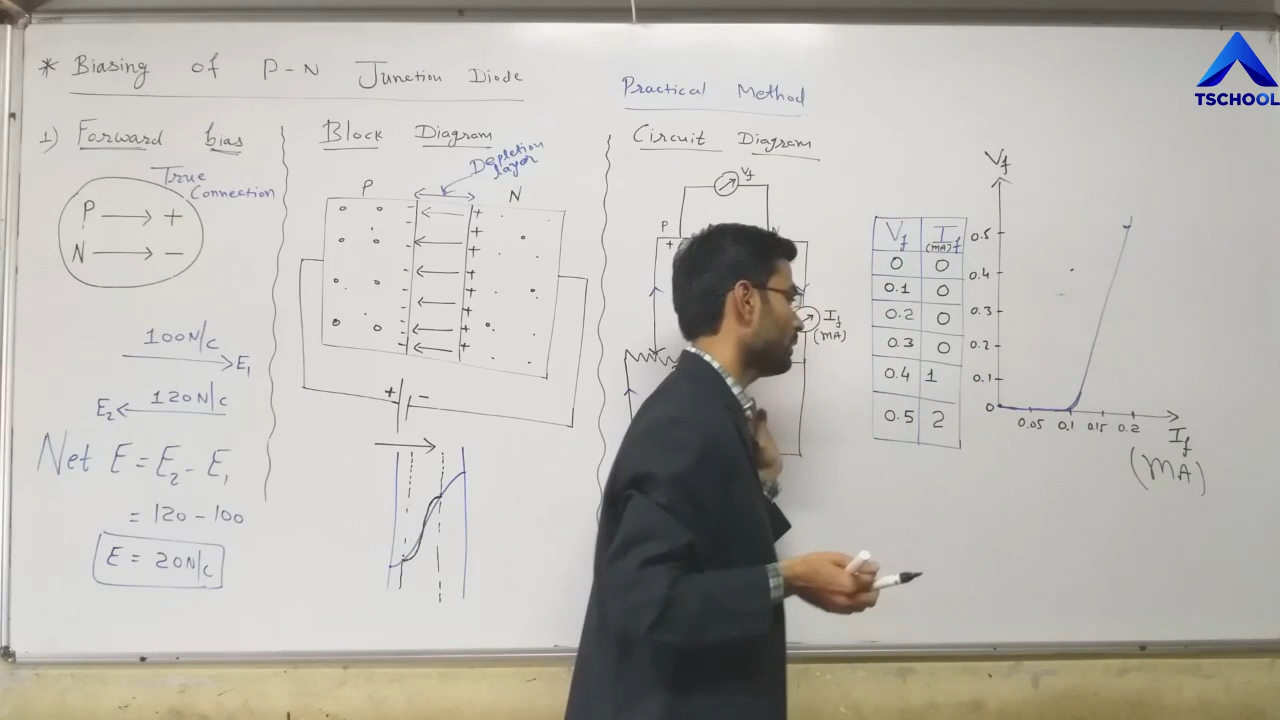 * Biasing of P-N Junction Diode
1) Forward bias
True Connection
P → +
N → -
100N/C
E1
120N/C
E2
Net E = E2 - E1
= 120 - 100
E = 20N/C
Block Diagram
Depletion layer
P
N
+ -
Practical Method
Circuit Diagram
Vf
P
+
If
(mA)
Vf If (mA)
0 0
0.1 0
0.2 0
0.3 0
0.4 1
0.5 2
Vf
0.5
0.4
0.3
0.2
0.1
0
0.05 0.1 0.15 0.2
If
(MA)
TSCHOOL